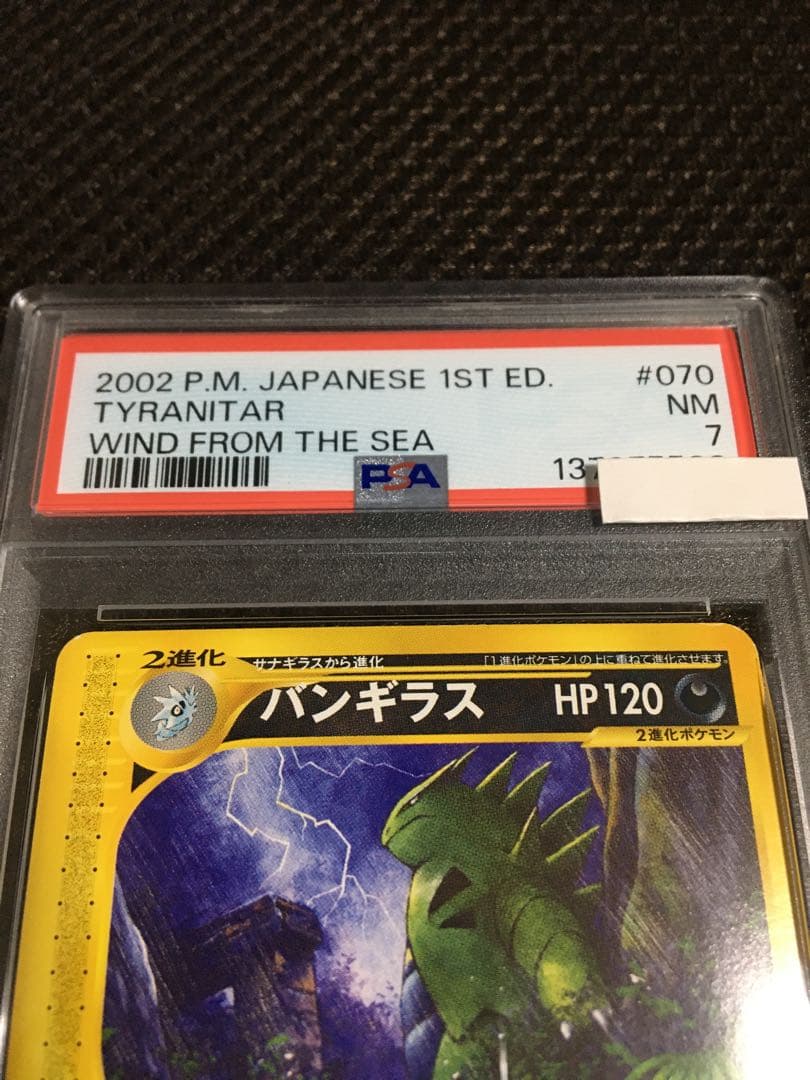 2002 P.M. JAPANESE 1ST ED. #070
TYRANITAR NM
WIND FROM THE SEA 7
PSA
2進化 サナギラスから進化 「1進化ポケモン」の上に重ねて進化させます。
バンギラス HP120
2進化ポケモン